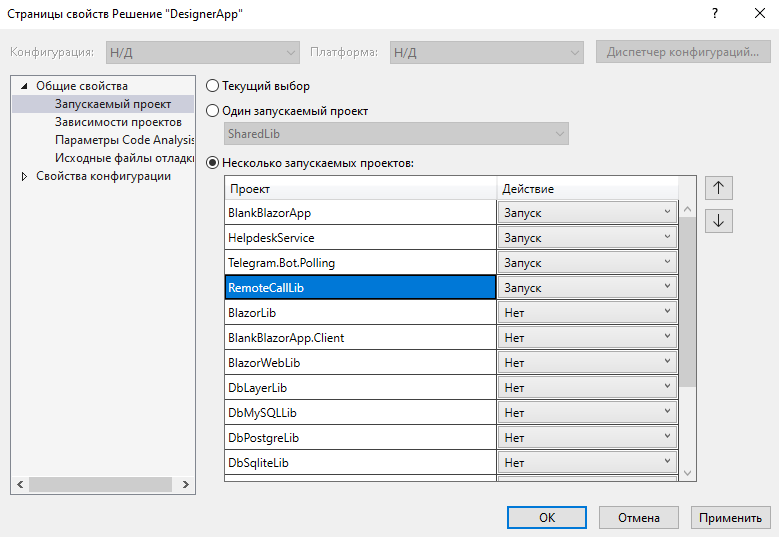 Страницы свойств Решение "DesignerApp"
Конфигурация: Н/Д Платформа: Н/Д Диспетчер конфигураций...
Общие свойства
Запускаемый проект
Зависимости проектов
Параметры Code Analysis
Исходные файлы отладки
Свойства конфигурации
Текущий выбор
Один запускаемый проект
SharedLib
Несколько запускаемых проектов:
Проект Действие
BlankBlazorApp Запуск
HelpdeskService Запуск
Telegram.Bot.Polling Запуск
RemoteCallLib Запуск
BlazorLib Нет
BlankBlazorApp.Client Нет
BlazorWebLib Нет
DbLayerLib Нет
DbMySQLLib Нет
DbPostgreLib Нет
DbSqliteLib Нет
ОК Отмена Применить